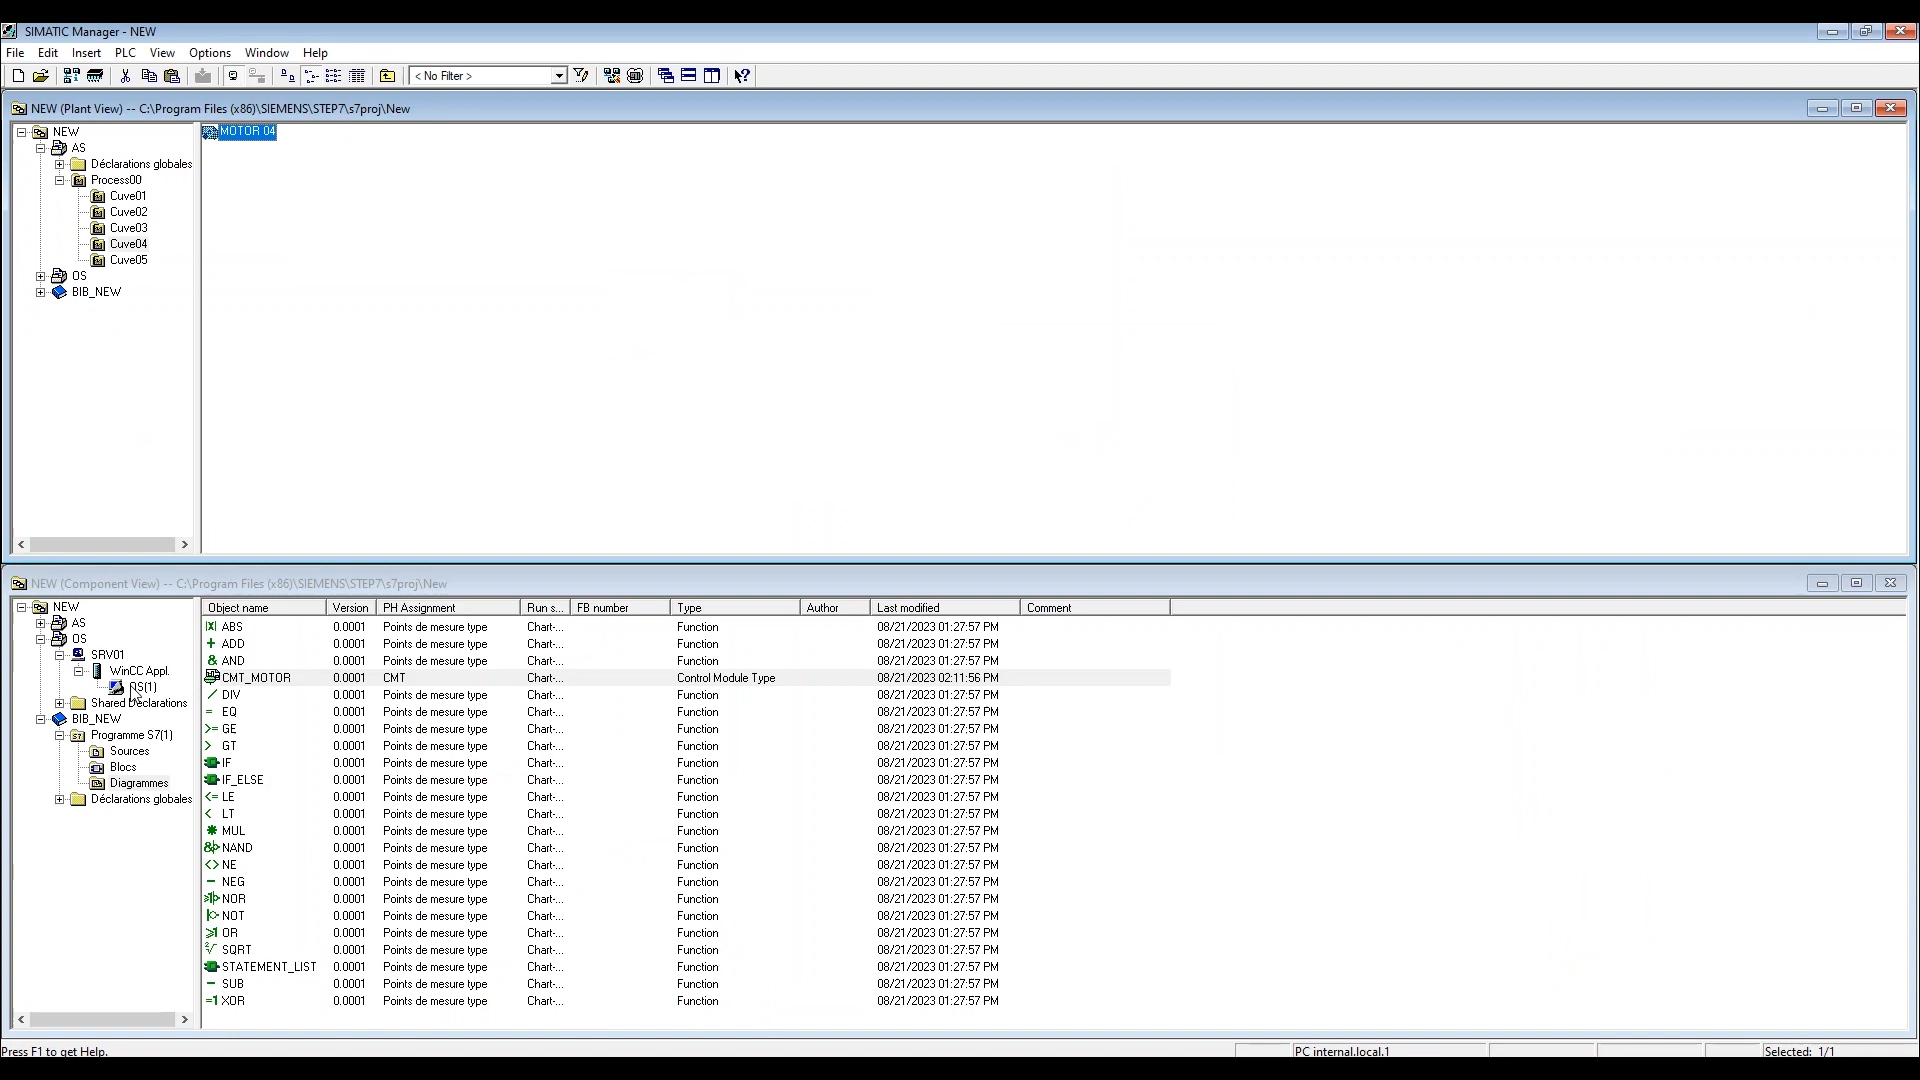 SIMATIC Manager - NEW
File Edit Insert PLC View Options Window Help
< No Filter >
NEW (Plant View) -- C:\Program Files (x86)\SIEMENS\STEP7\s7proj\New
NEW
AS
Déclarations globales
Process00
Cuve01
Cuve02
Cuve03
Cuve04
Cuve05
OS
BIB_NEW
MOTOR 04
NEW (Component View) -- C:\Program Files (x86)\SIEMENS\STEP7\s7proj\New
NEW
AS
OS
SRV01
WinCC Appl.
OS(1)
Shared Declarations
BIB_NEW
Programme S7(1)
Sources
Blocs
Diagrammes
Déclarations globales
Object name Version PH Assignment Run s... FB number Type Author Last modified Comment
ABS 0.0001 Points de mesure type Chart-... Function 08/21/2023 01:27:57 PM
ADD 0.0001 Points de mesure type Chart-... Function 08/21/2023 01:27:57 PM
AND 0.0001 Points de mesure type Chart-... Function 08/21/2023 01:27:57 PM
CMT_MOTOR 0.0001 CMT Chart-... Control Module Type 08/21/2023 02:11:56 PM
DIV 0.0001 Points de mesure type Chart-... Function 08/21/2023 01:27:57 PM
EQ 0.0001 Points de mesure type Chart-... Function 08/21/2023 01:27:57 PM
GE 0.0001 Points de mesure type Chart-... Function 08/21/2023 01:27:57 PM
GT 0.0001 Points de mesure type Chart-... Function 08/21/2023 01:27:57 PM
IF 0.0001 Points de mesure type Chart-... Function 08/21/2023 01:27:57 PM
IF_ELSE 0.0001 Points de mesure type Chart-... Function 08/21/2023 01:27:57 PM
LE 0.0001 Points de mesure type Chart-... Function 08/21/2023 01:27:57 PM
LT 0.0001 Points de mesure type Chart-... Function 08/21/2023 01:27:57 PM
MUL 0.0001 Points de mesure type Chart-... Function 08/21/2023 01:27:57 PM
NAND 0.0001 Points de mesure type Chart-... Function 08/21/2023 01:27:57 PM
NE 0.0001 Points de mesure type Chart-... Function 08/21/2023 01:27:57 PM
NEG 0.0001 Points de mesure type Chart-... Function 08/21/2023 01:27:57 PM
NOR 0.0001 Points de mesure type Chart-... Function 08/21/2023 01:27:57 PM
NOT 0.0001 Points de mesure type Chart-... Function 08/21/2023 01:27:57 PM
OR 0.0001 Points de mesure type Chart-... Function 08/21/2023 01:27:57 PM
SQRT 0.0001 Points de mesure type Chart-... Function 08/21/2023 01:27:57 PM
STATEMENT_LIST 0.0001 Points de mesure type Chart-... Function 08/21/2023 01:27:57 PM
SUB 0.0001 Points de mesure type Chart-... Function 08/21/2023 01:27:57 PM
XOR 0.0001 Points de mesure type Chart-... Function 08/21/2023 01:27:57 PM
Press F1 to get Help. PC internal.local.1 Selected: 1/1